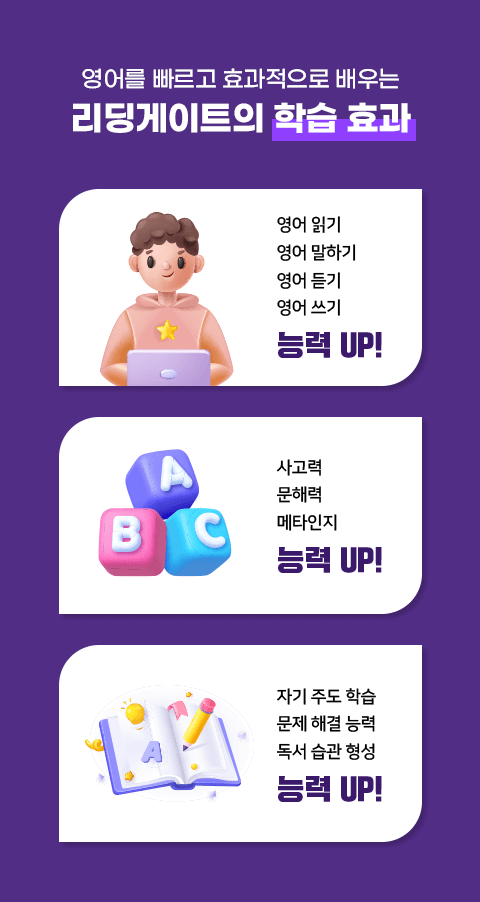 영어를 빠르고 효과적으로 배우는
리딩게이트의 학습 효과
영어 읽기
영어 말하기
영어 듣기
영어 쓰기
능력 UP!
A
B C
사고력
문해력
메타인지
능력 UP!
A
자기 주도 학습
문제 해결 능력
독서 습관 형성
능력 UP!